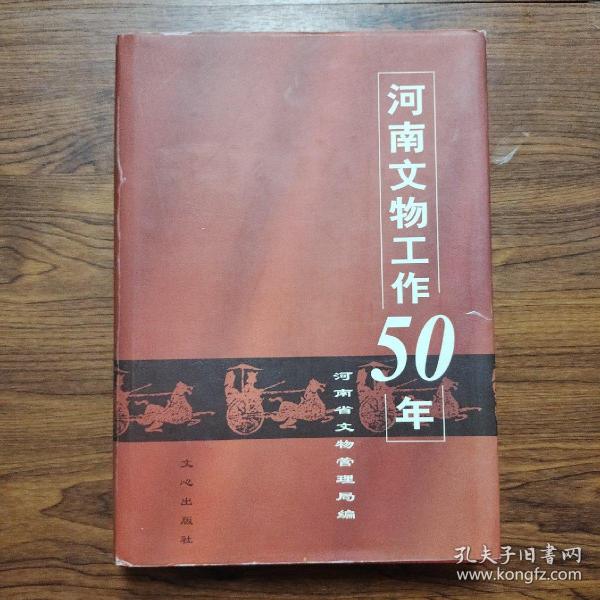 河南文物工作
50
年
河南省文物管理局编
文心出版社
孔夫子旧书网
www.kongfz.com